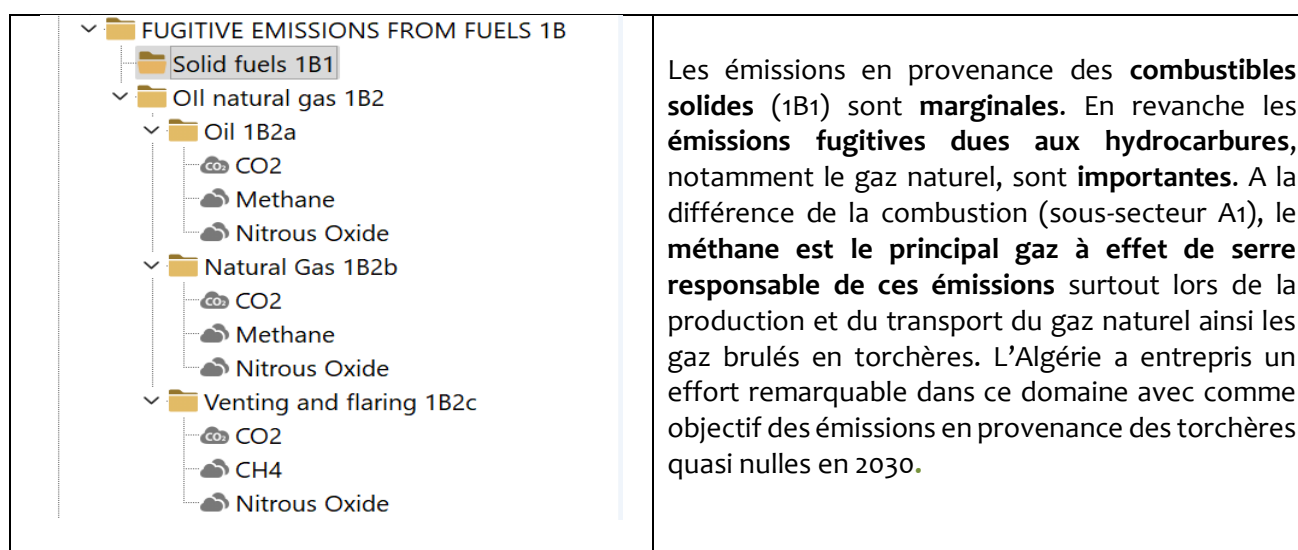 FUGITIVE EMISSIONS FROM FUELS 1B
Solid fuels 1B1
OIl natural gas 1B2
Oil 1B2a
CO2
Methane
Nitrous Oxide
Natural Gas 1B2b
CO2
Methane
Nitrous Oxide
Venting and flaring 1B2c
CO2
CH4
Nitrous Oxide
Les émissions en provenance des combustibles
solides (1B1) sont marginales. En revanche les
émissions fugitives dues aux hydrocarbures,
notamment le gaz naturel, sont importantes. A la
différence de la combustion (sous-secteur A1), le
méthane est le principal gaz à effet de serre
responsable de ces émissions surtout lors de la
production et du transport du gaz naturel ainsi les
gaz brulés en torchères. L’Algérie a entrepris un
effort remarquable dans ce domaine avec comme
objectif des émissions en provenance des torchères
quasi nulles en 2030.